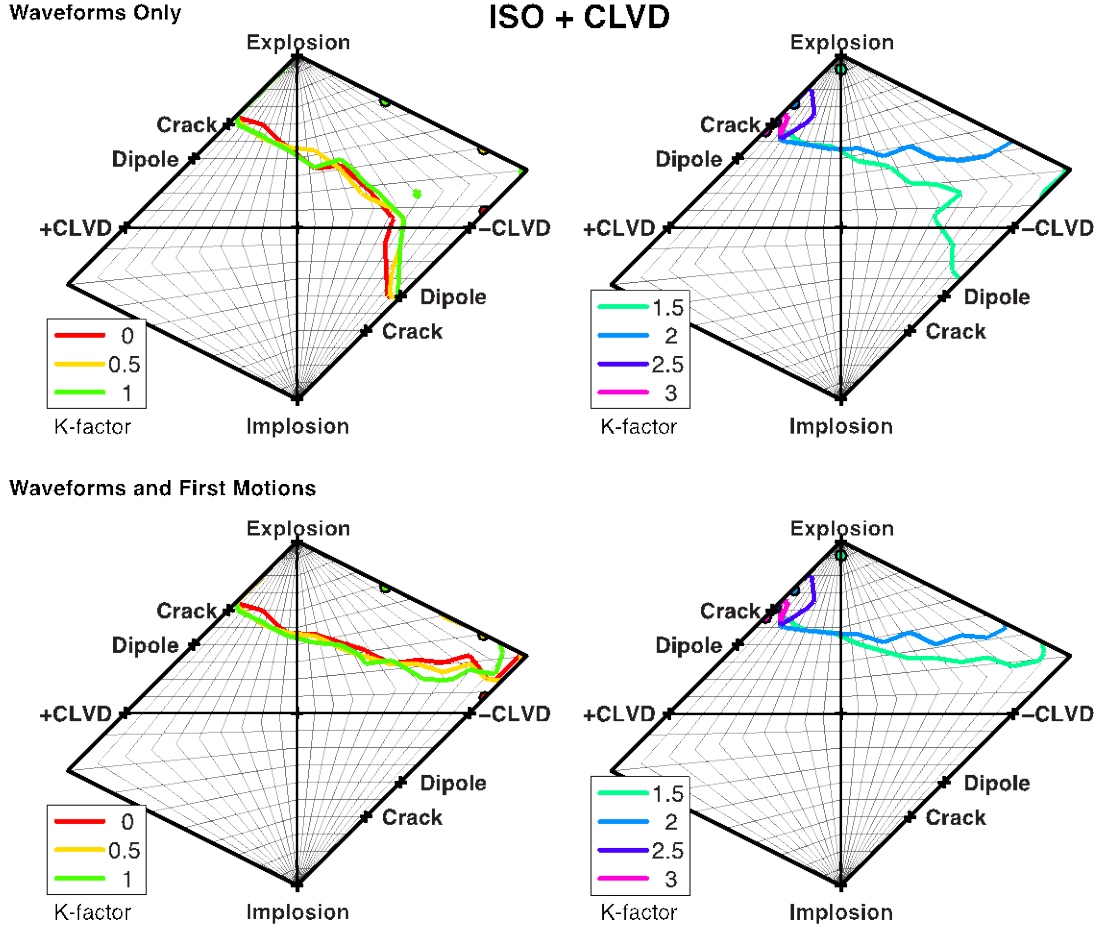 Waveforms Only
ISO + CLVD
Explosion
Crack
Dipole
+CLVD
−CLVD
Dipole
Crack
Implosion
0
0.5
1
K-factor
Explosion
Crack
Dipole
+CLVD
−CLVD
Dipole
Crack
Implosion
1.5
2
2.5
3
K-factor
Waveforms and First Motions
Explosion
Crack
Dipole
+CLVD
−CLVD
Dipole
Crack
Implosion
0
0.5
1
K-factor
Explosion
Crack
Dipole
+CLVD
−CLVD
Dipole
Crack
Implosion
1.5
2
2.5
3
K-factor